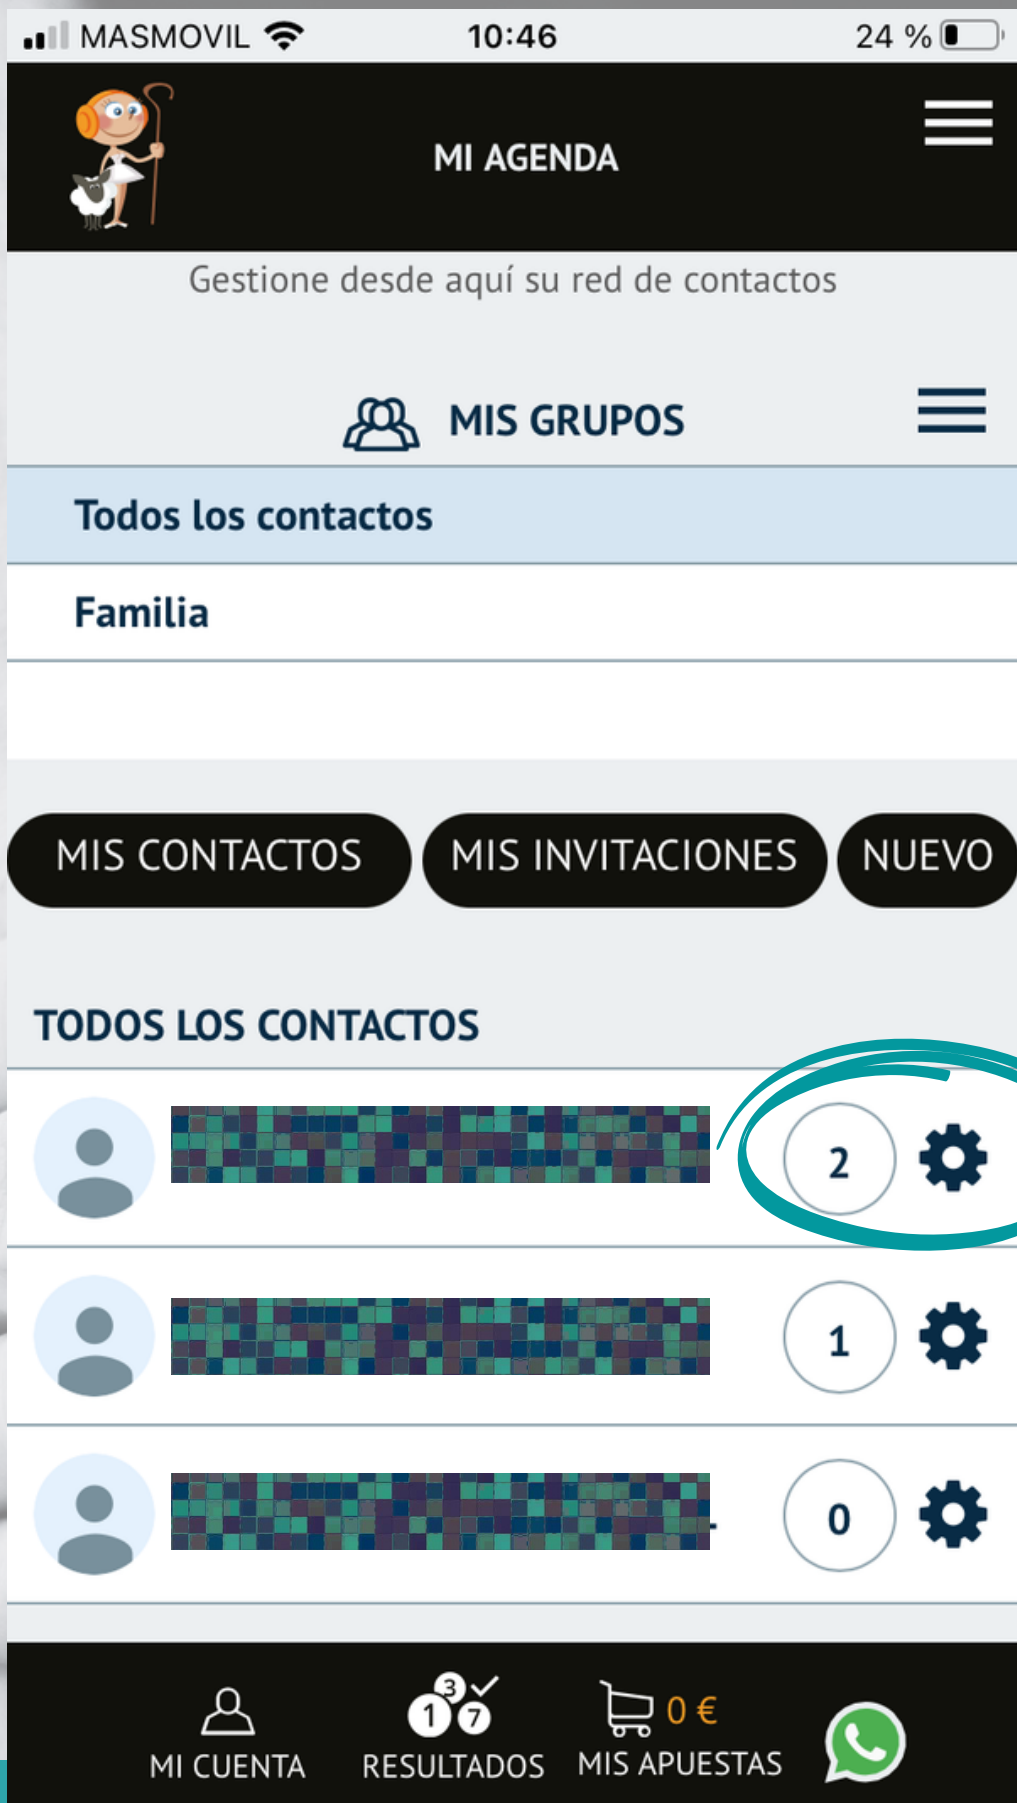 MASMOVIL 10:46 24 %
MI AGENDA
Gestione desde aquí su red de contactos
MIS GRUPOS
Todos los contactos
Familia
MIS CONTACTOS MIS INVITACIONES NUEVO
TODOS LOS CONTACTOS
2
1
0
3
1 7
0 €
MI CUENTA RESULTADOS MIS APUESTAS